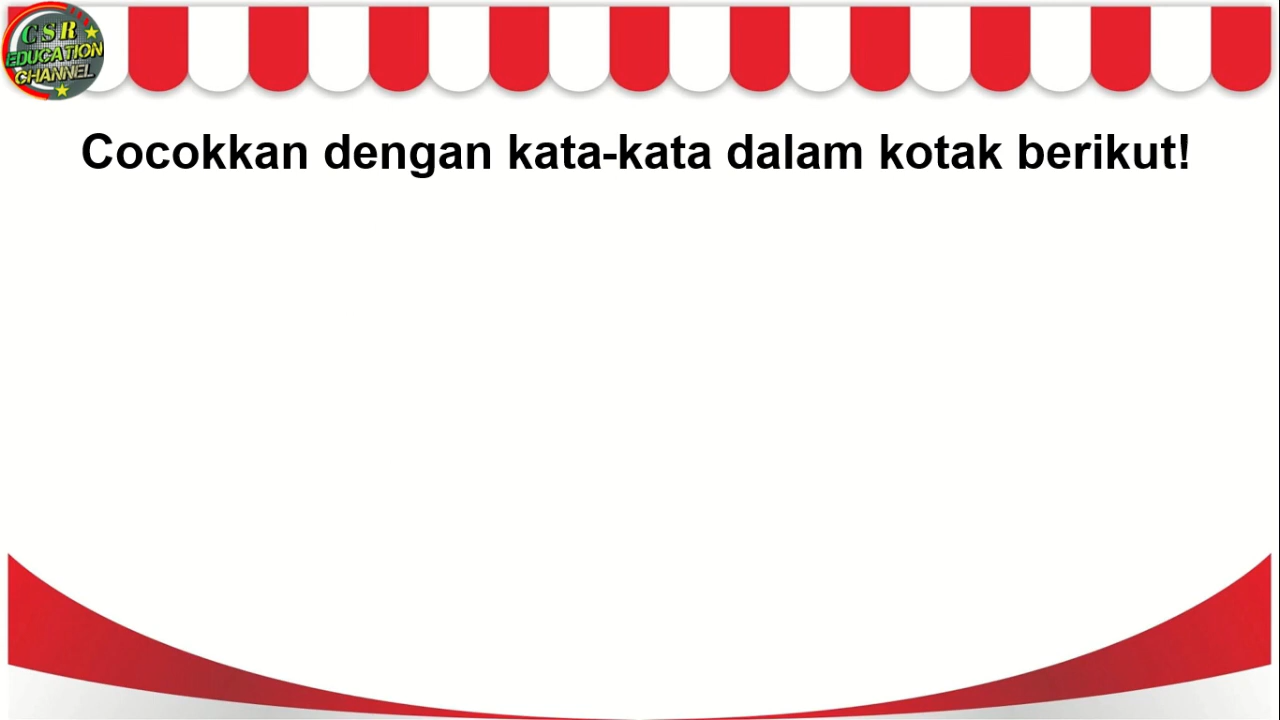 CSR
EDUCATION
CHANNEL
Cocokkan dengan kata-kata dalam kotak berikut!